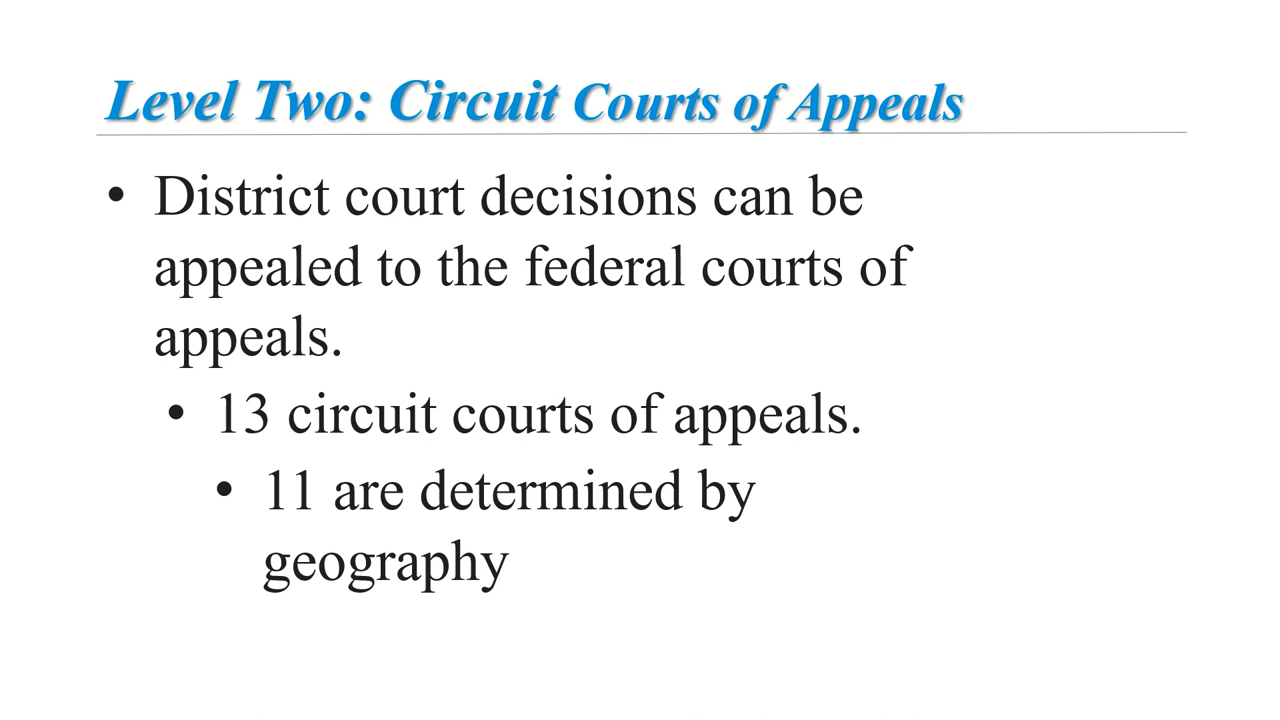 Level Two: Circuit Courts of Appeals
• District court decisions can be
appealed to the federal courts of
appeals.
• 13 circuit courts of appeals.
• 11 are determined by
geography